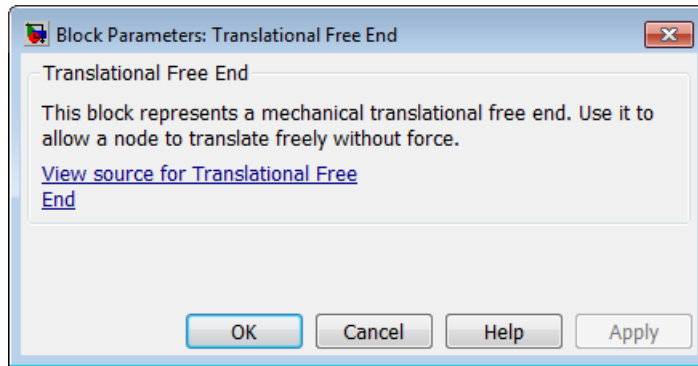 Block Parameters: Translational Free End
Translational Free End
This block represents a mechanical translational free end. Use it to
allow a node to translate freely without force.
View source for Translational Free
End
OK Cancel Help Apply